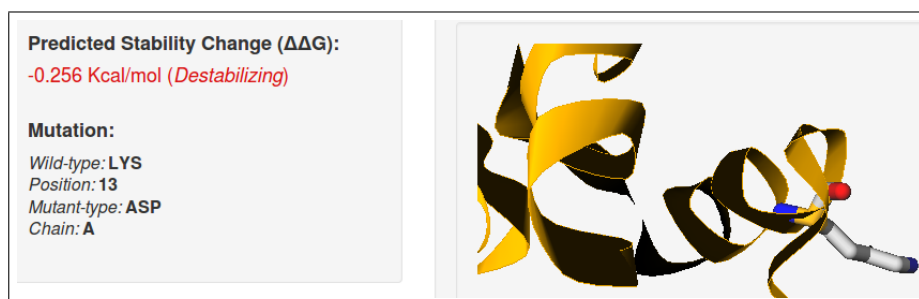 Predicted Stability Change (ΔΔG):
-0.256 Kcal/mol (Destabilizing)
Mutation:
Wild-type: LYS
Position: 13
Mutant-type: ASP
Chain: A